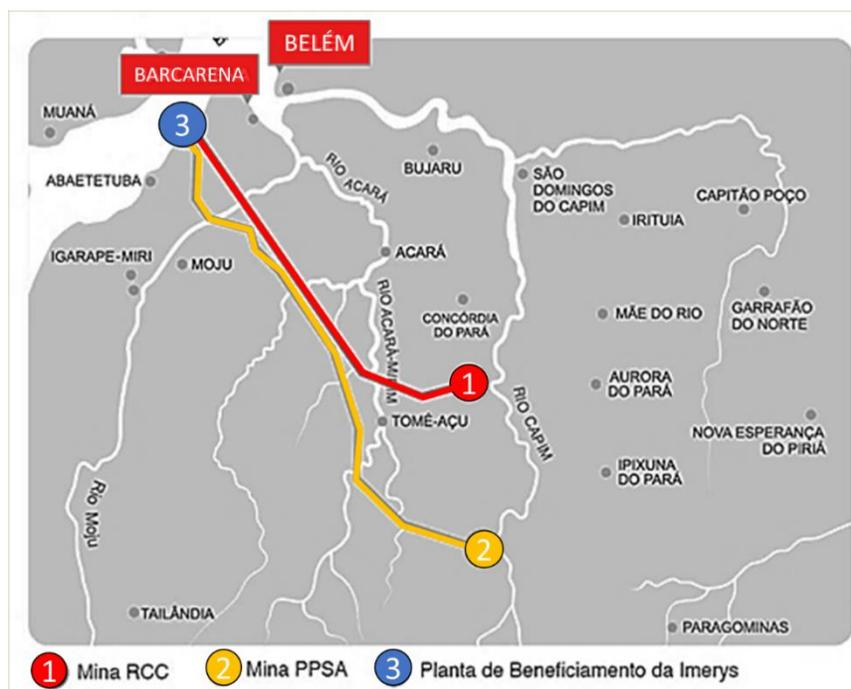 BELÉM
BARCARENA
3
MUANÁ
ABAETETUBA
RIO ACARÁ
BUJARU
SÃO
DOMINGOS
DO CAPIM
CAPITÃO POÇO
IRITUIA
IGARAPE-MIRI
MOJU
ACARÁ
RIO ACARÁ-MIRIM
CONCÓRDIA
DO PARÁ
MÃE DO RIO
GARRAFÃO
DO NORTE
1
AURORA
DO PARÁ
RIO CAPIM
TOMÉ-AÇU
NOVA ESPERANÇA
DO PIRIÁ
IPIXUNA
DO PARÁ
Rio Moju
2
TAILÂNDIA
PARAGOMINAS
1 Mina RCC
2 Mina PPSA
3 Planta de Beneficiamento da Imerys